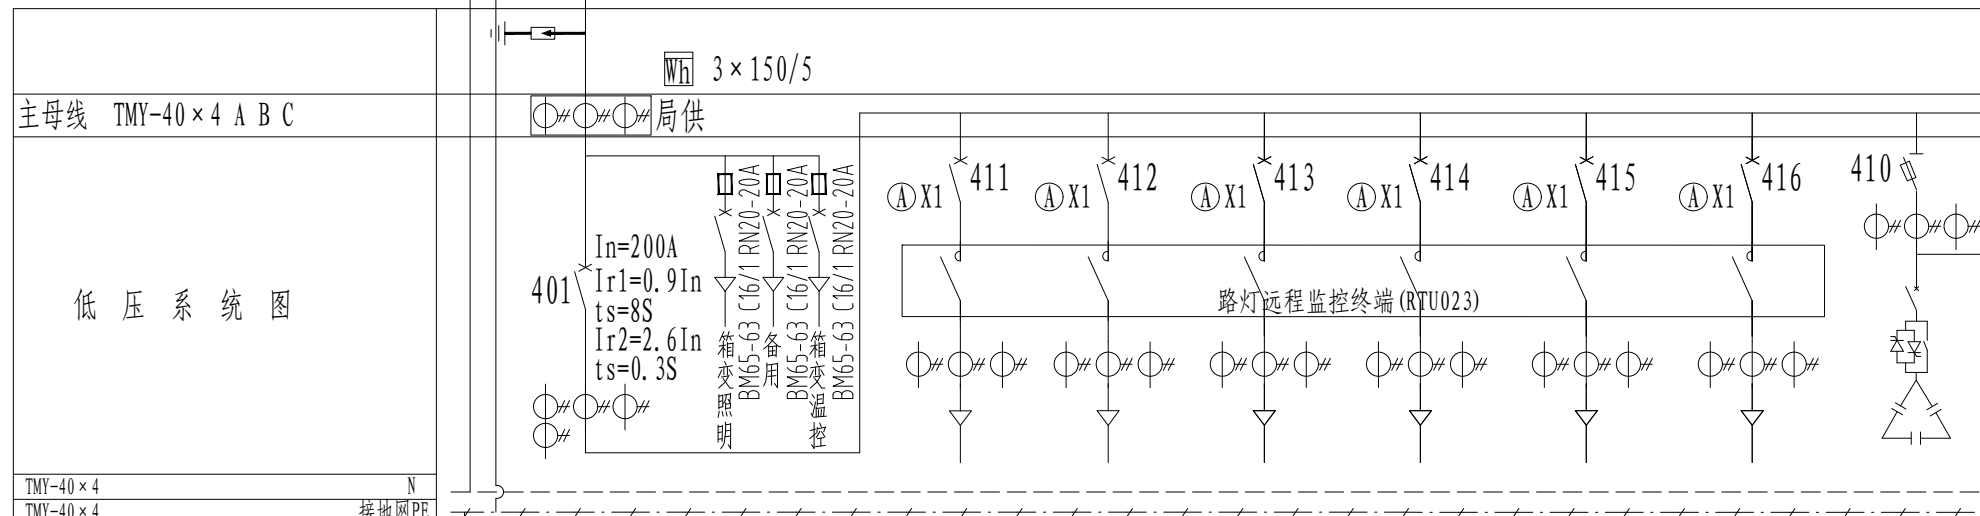 Wh 3×150/5
主母线 TMY-40×4 A B C
局供
低压系统图
401
In=200A
Ir1=0.9In
ts=8S
Ir2=2.6In
ts=0.3S
箱变照明
BM65-63 C16/1 RN20-20A
备用
BM65-63 C16/1 RN20-20A
箱变温控
BM65-63 C16/1 RN20-20A
A X1 411
A X1 412
A X1 413
A X1 414
A X1 415
A X1 416
410
路灯远程监控终端(RTU023)
TMY-40×4 N
TMY-40×4 接地网PE